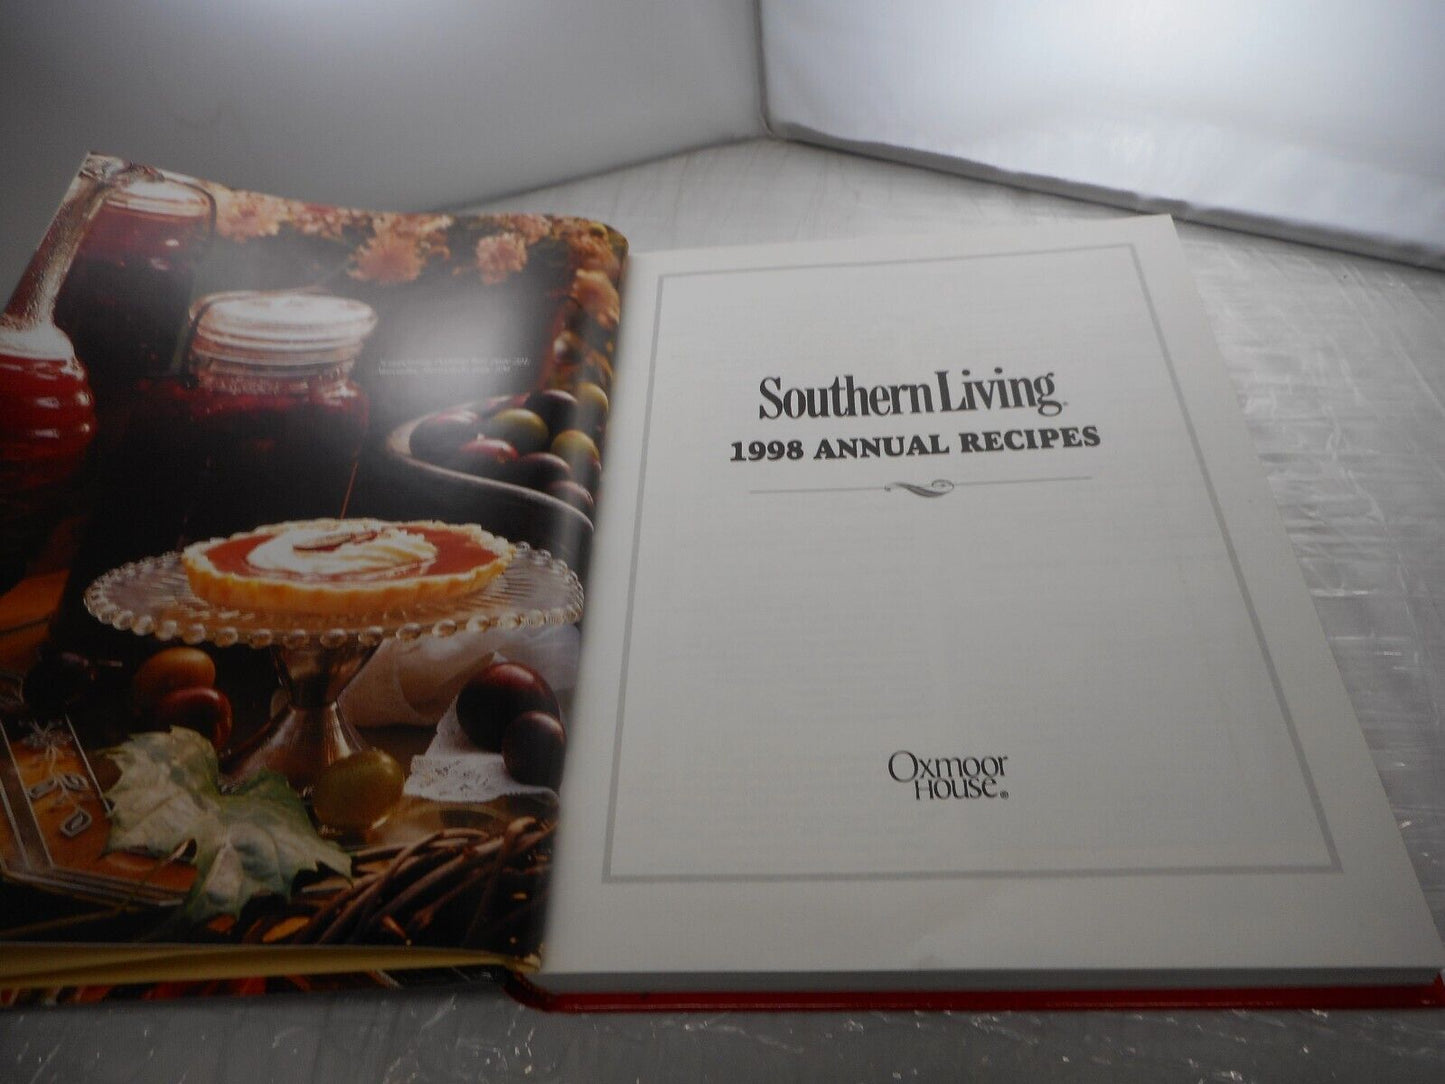 Southern Living
1998 ANNUAL RECIPES
Oxmoor
House®